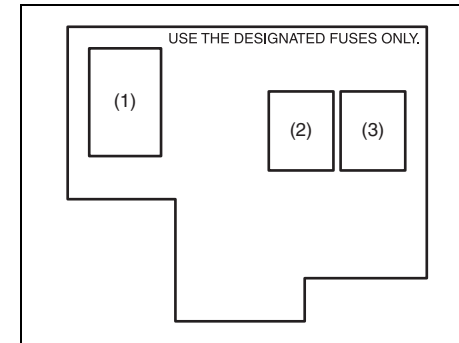 USE THE DESIGNATED FUSES ONLY.
(1)
(2) (3)